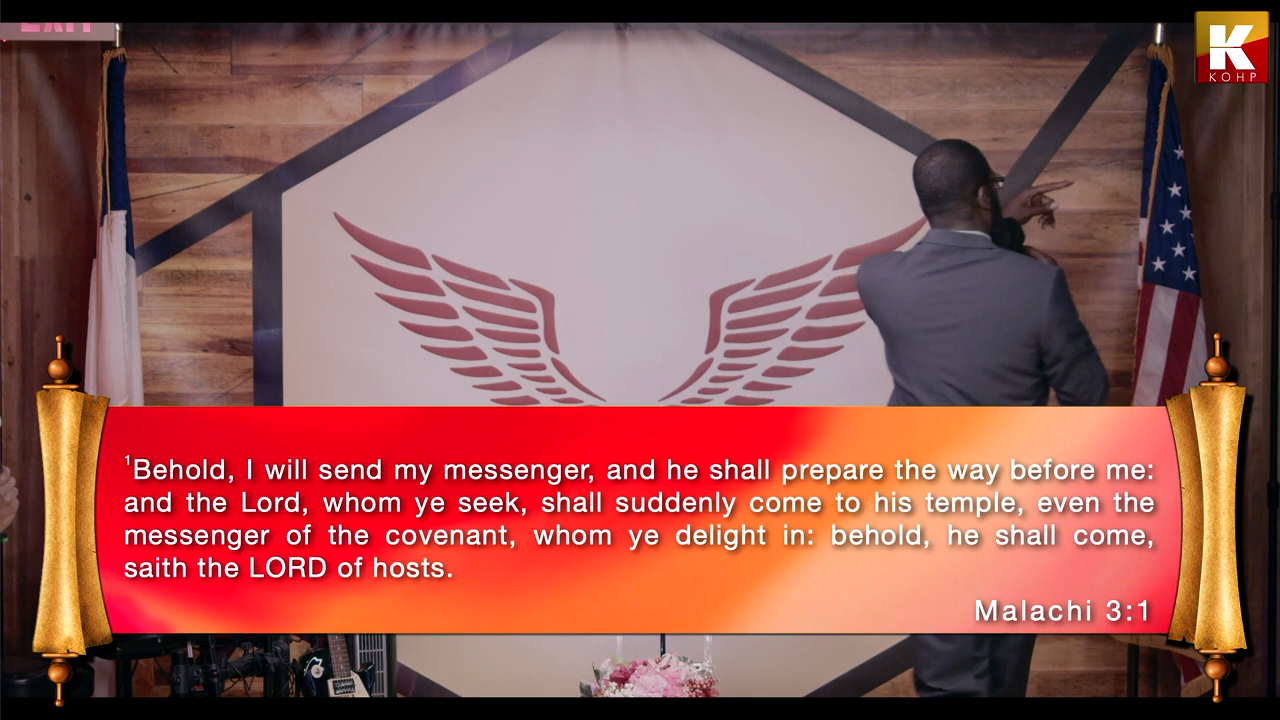 EXIT
K
KOHP
¹Behold, I will send my messenger, and he shall prepare the way before me:
and the Lord, whom ye seek, shall suddenly come to his temple, even the
messenger of the covenant, whom ye delight in: behold, he shall come,
saith the LORD of hosts.
Malachi 3:1